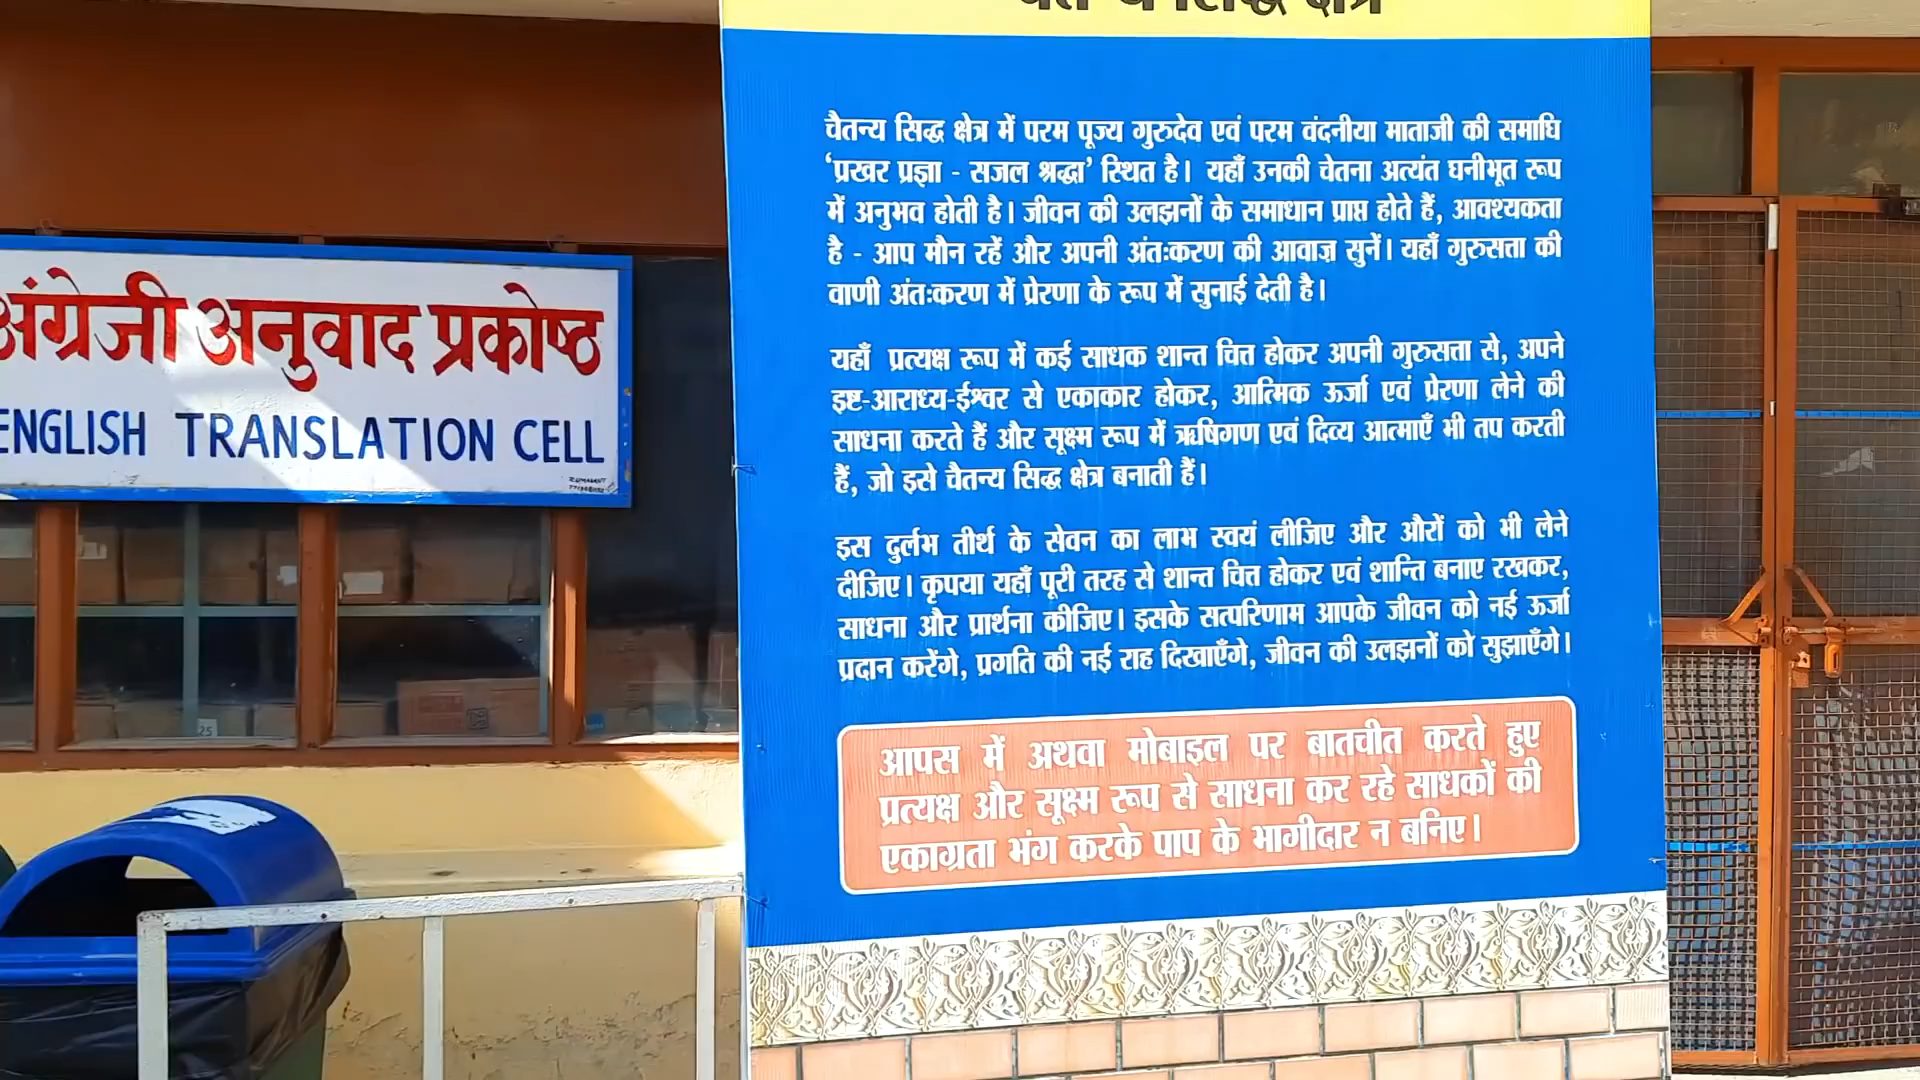 अंग्रेजी अनुवाद प्रकोष्ठ
ENGLISH TRANSLATION CELL
चैतन्य सिद्ध क्षेत्र में परम पूज्य गुरुदेव एवं परम वंदनीया माताजी की समाधि
‘प्रखर प्रज्ञा - सजल श्रद्धा’ स्थित है। यहाँ उनकी चेतना अत्यंत घनीभूत रूप
में अनुभव होती है। जीवन की उलझनों के समाधान प्राप्त होते हैं, आवश्यकता
है - आप मौन रहें और अपनी अंतःकरण की आवाज़ सुनें। यहाँ गुरुसत्ता की
वाणी अंतःकरण में प्रेरणा के रूप में सुनाई देती है।
यहाँ प्रत्यक्ष रूप में कई साधक शान्त चित्त होकर अपनी गुरुसत्ता से, अपने
इष्ट-आराध्य-ईश्वर से एकाकार होकर, आत्मिक ऊर्जा एवं प्रेरणा लेने की
साधना करते हैं और सूक्ष्म रूप में ऋषिगण एवं दिव्य आत्माएँ भी तप करती
हैं, जो इसे चैतन्य सिद्ध क्षेत्र बनाती हैं।
इस दुर्लभ तीर्थ के सेवन का लाभ स्वयं लीजिए और औरों को भी लेने
दीजिए। कृपया यहाँ पूरी तरह से शान्त चित्त होकर एवं शान्ति बनाए रखकर,
साधना और प्रार्थना कीजिए। इसके सत्परिणाम आपके जीवन को नई ऊर्जा
प्रदान करेंगे, प्रगति की नई राह दिखाएँगे, जीवन की उलझनों को सुझाएँगे।
आपस में अथवा मोबाइल पर बातचीत करते हुए
प्रत्यक्ष और सूक्ष्म रूप से साधना कर रहे साधकों की
एकाग्रता भंग करके पाप के भागीदार न बनिए।
25